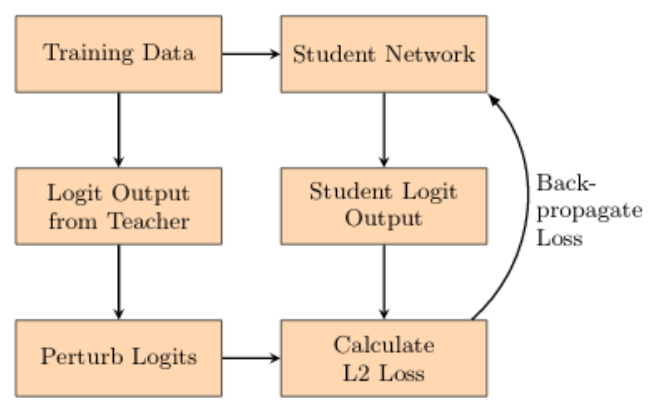 Training Data
Student Network
Logit Output
from Teacher
Student Logit
Output
Back-
propagate
Loss
Perturb Logits
Calculate
L2 Loss